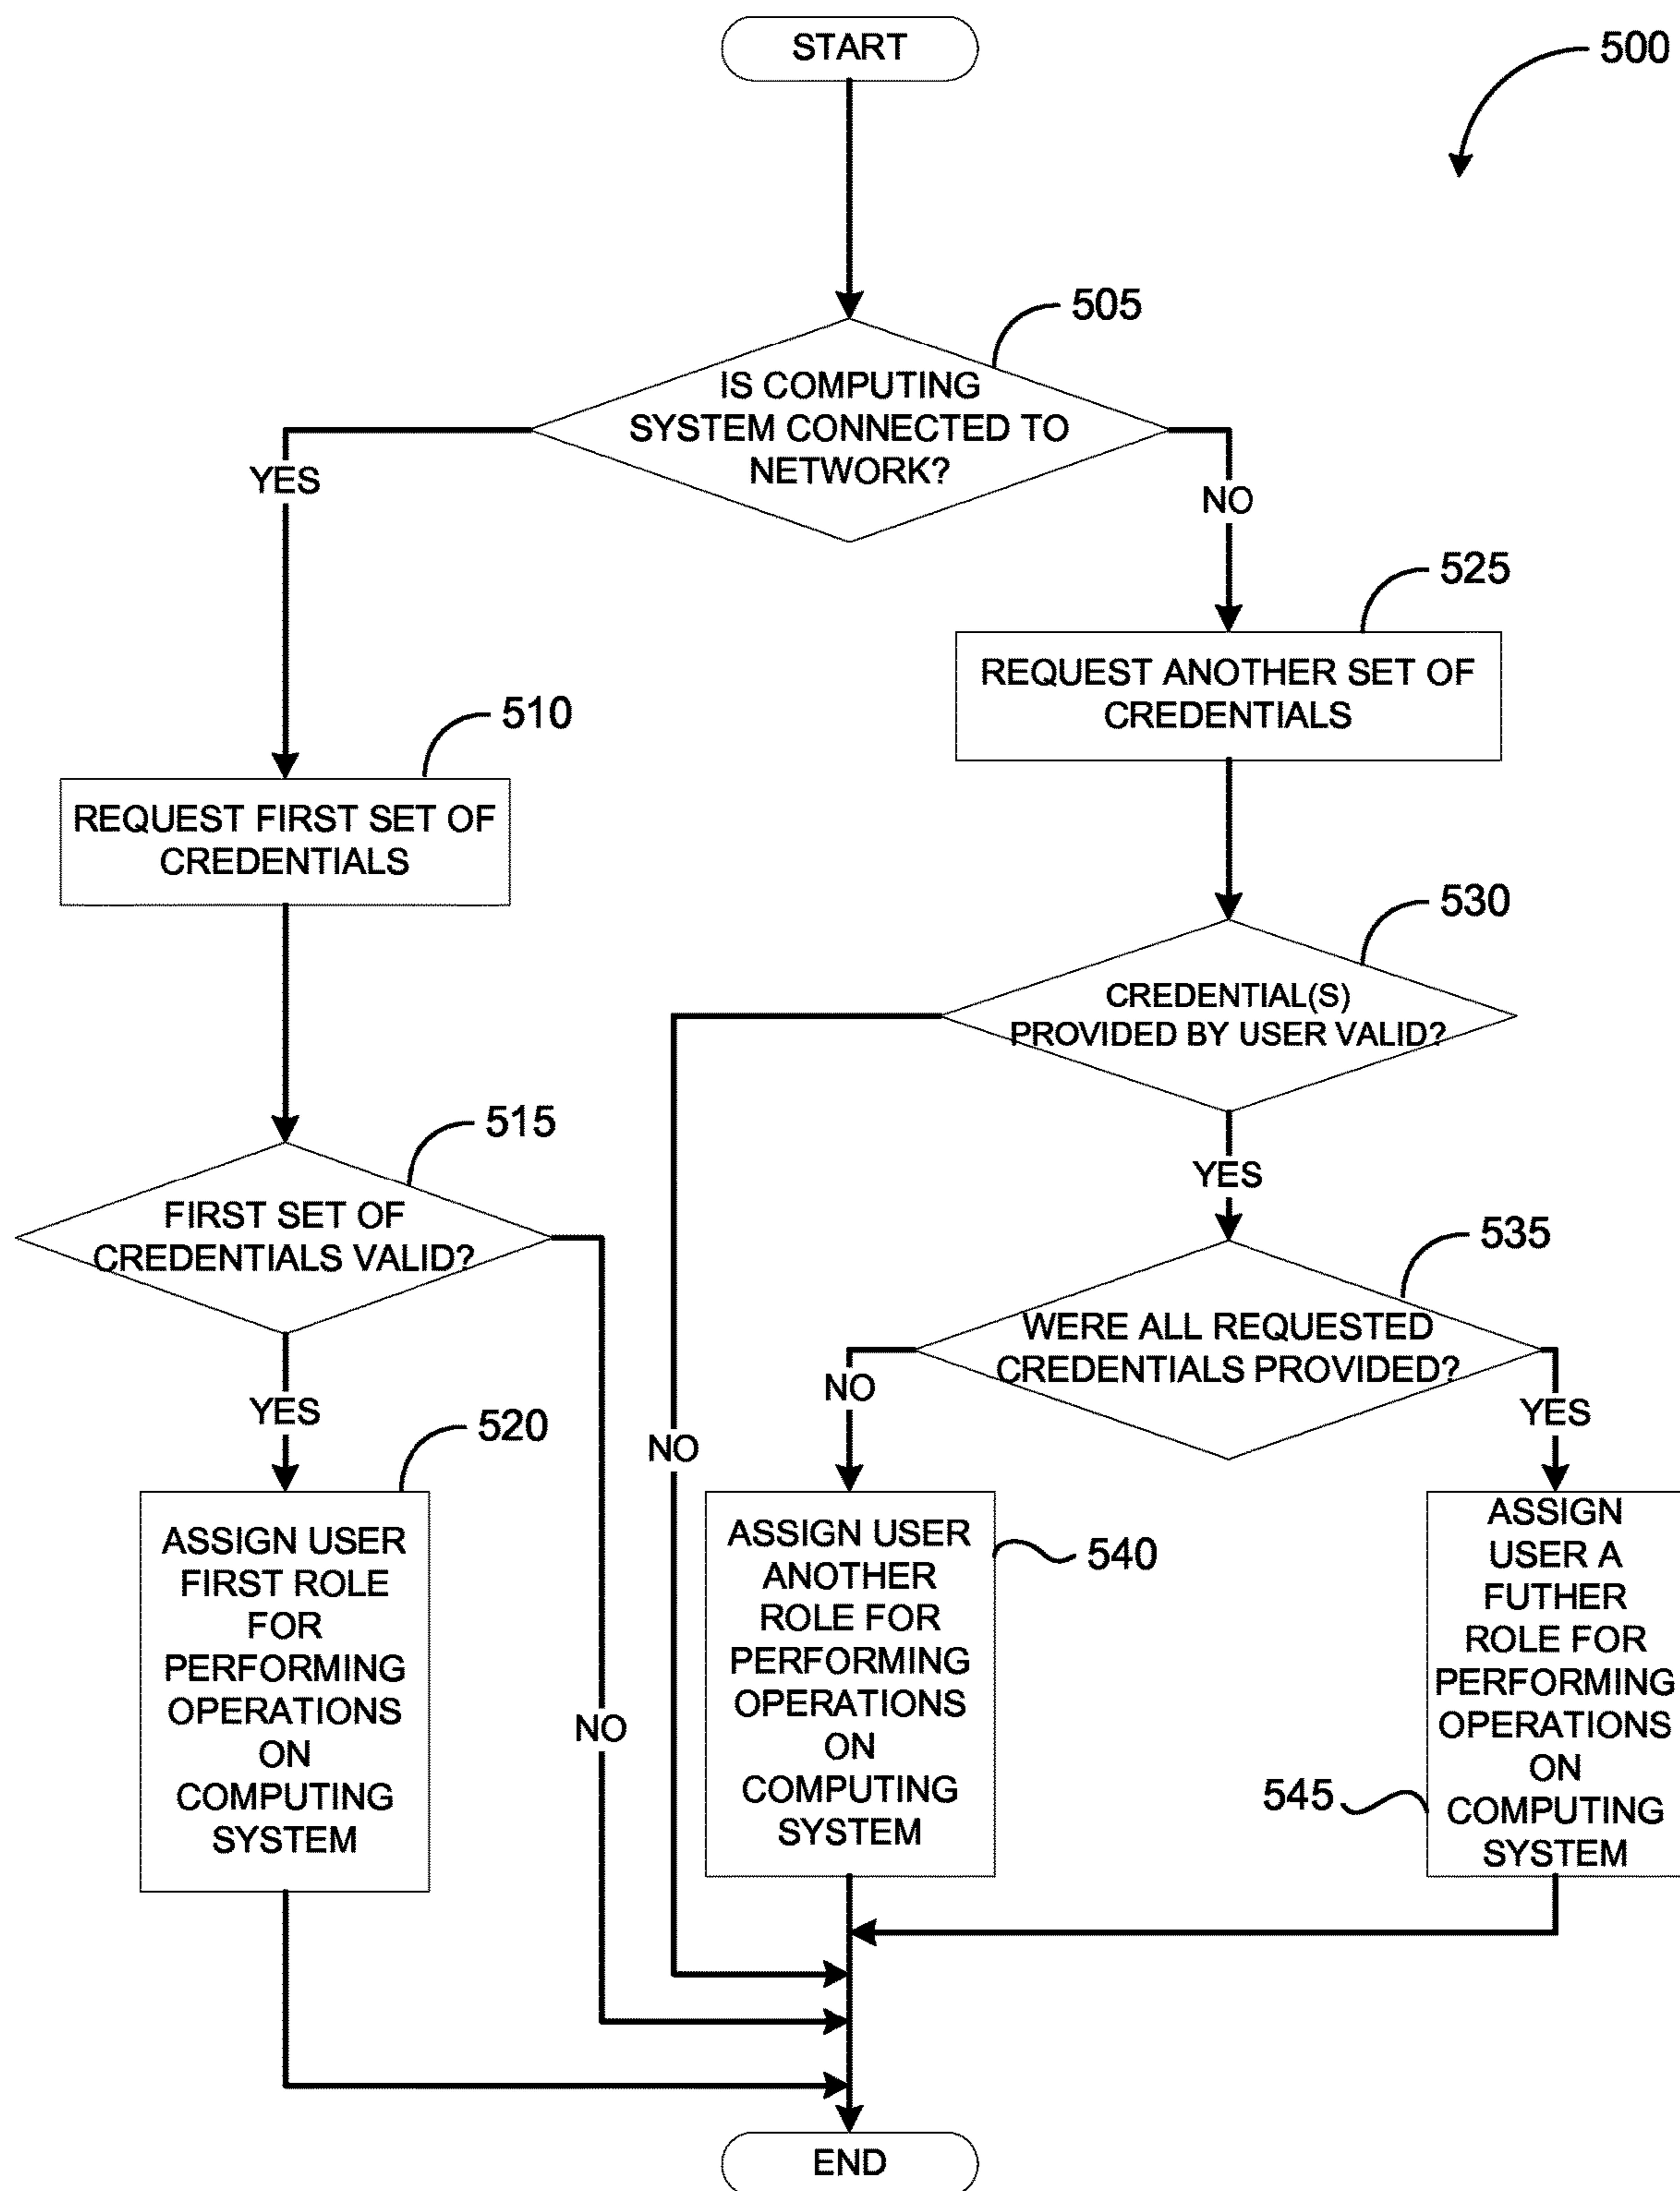 START
500
505
IS COMPUTING
SYSTEM CONNECTED TO
NETWORK?
YES
NO
525
REQUEST ANOTHER SET OF
CREDENTIALS
510
REQUEST FIRST SET OF
CREDENTIALS
530
CREDENTIAL(S)
PROVIDED BY USER VALID?
515
FIRST SET OF
CREDENTIALS VALID?
YES
535
WERE ALL REQUESTED
CREDENTIALS PROVIDED?
NO
YES
YES
520
NO
ASSIGN USER
FIRST ROLE
FOR
PERFORMING
OPERATIONS
ON
COMPUTING
SYSTEM
NO
ASSIGN USER
ANOTHER
ROLE FOR
PERFORMING
OPERATIONS
ON
COMPUTING
SYSTEM
540
ASSIGN
USER A
FUTHER
ROLE FOR
PERFORMING
OPERATIONS
ON
COMPUTING
SYSTEM
545
END